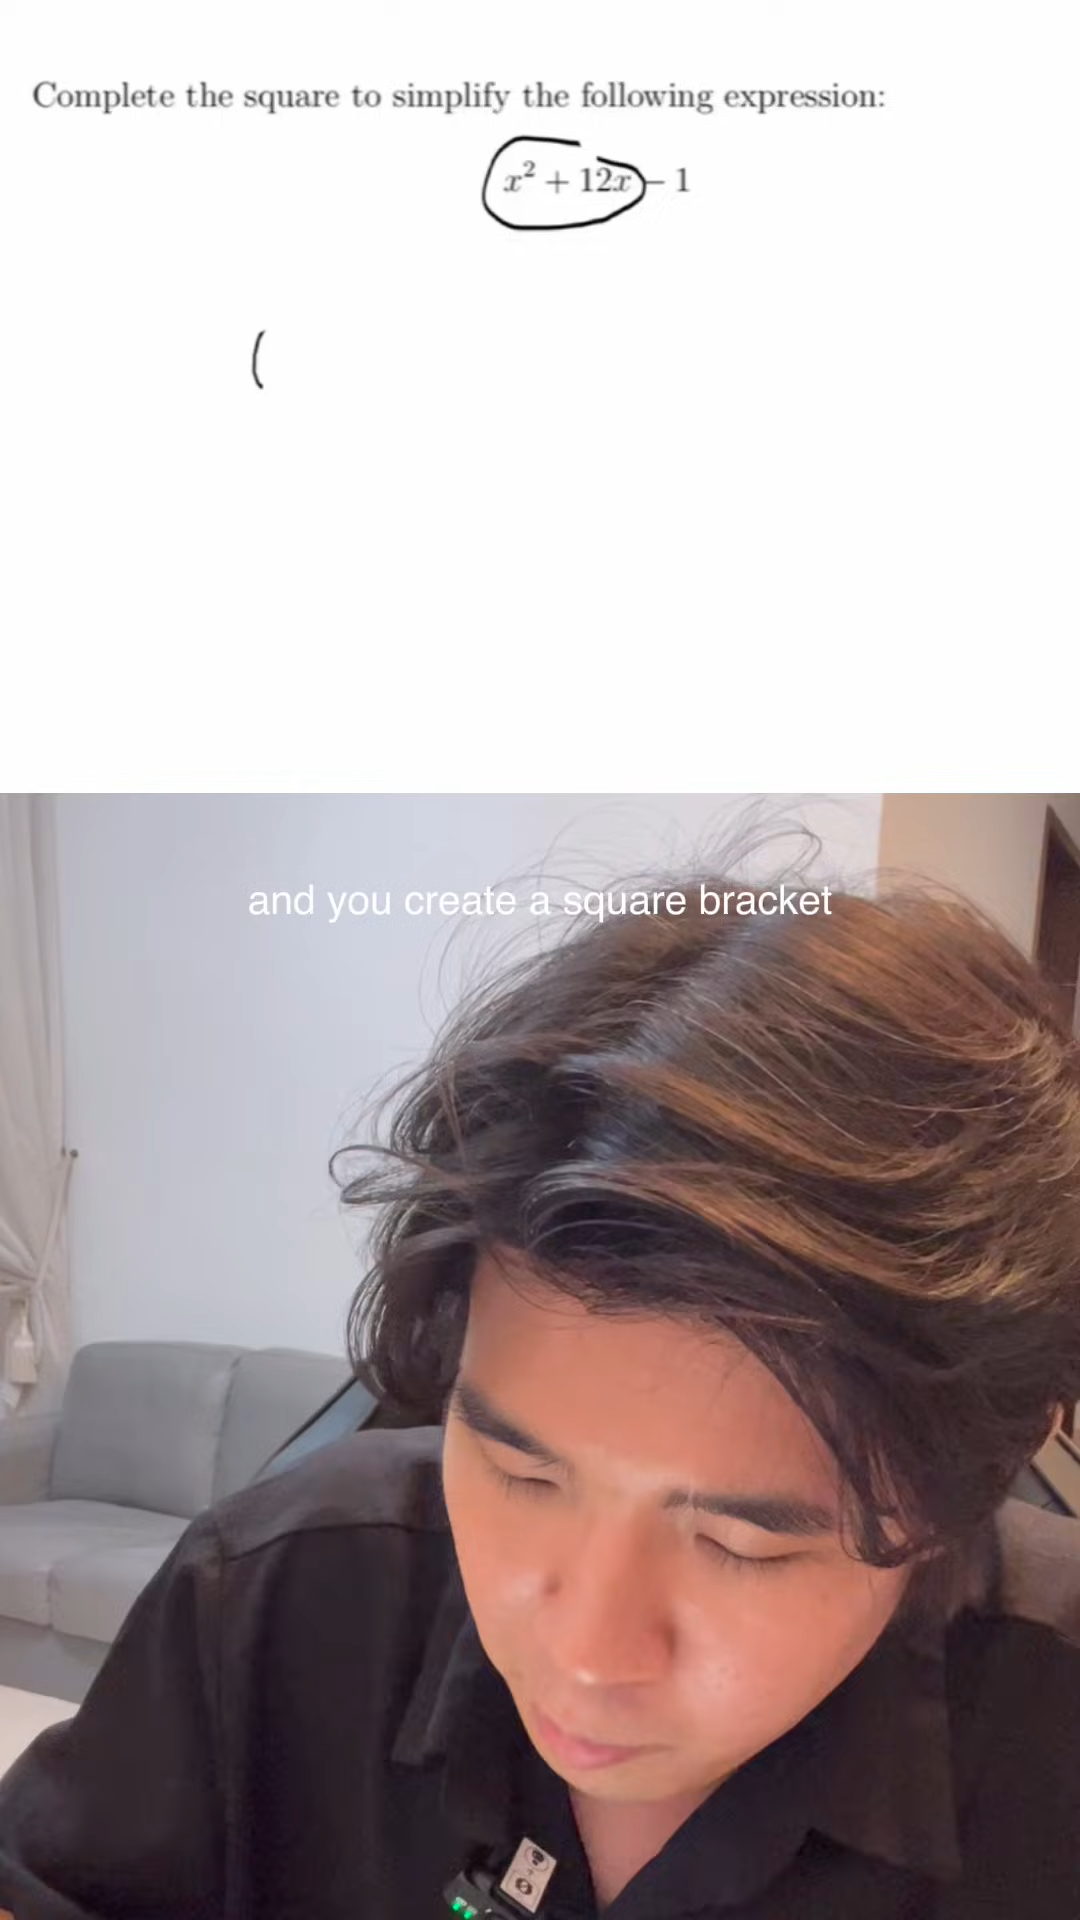 Complete the square to simplify the following expression:
x² + 12x − 1
(
and you create a square bracket